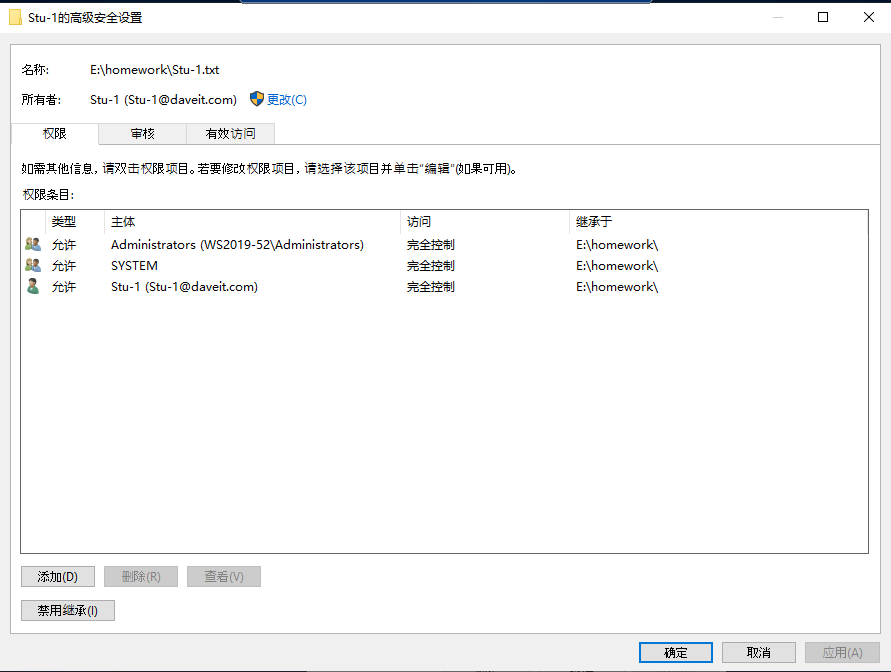 Stu-1的高级安全设置
名称: E:\homework\Stu-1.txt
所有者: Stu-1 (Stu-1@daveit.com) 更改(C)
权限 审核 有效访问
如需其他信息，请双击权限项目。若要修改权限项目，请选择该项目并单击"编辑"(如果可用)。
权限条目:
类型 主体 访问 继承于
允许 Administrators (WS2019-52\Administrators) 完全控制 E:\homework\
允许 SYSTEM 完全控制 E:\homework\
允许 Stu-1 (Stu-1@daveit.com) 完全控制 E:\homework\
添加(D) 删除(R) 查看(V)
禁用继承(I)
确定 取消 应用(A)